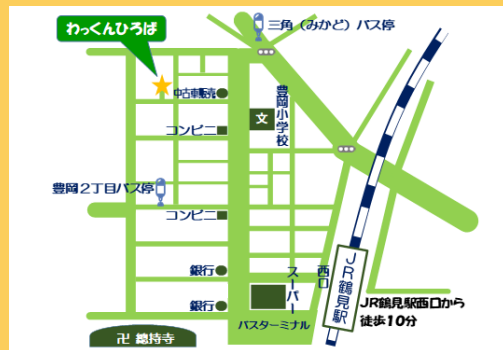 三角（みかど）バス停
わっくんひろば
中古車販売
豊岡小学校
文
コンビニ
豊岡２丁目バス停
コンビニ
銀行
スーパー
西口
JR鶴見駅
銀行
バスターミナル
JR鶴見駅西口から
徒歩10分
卍 總持寺